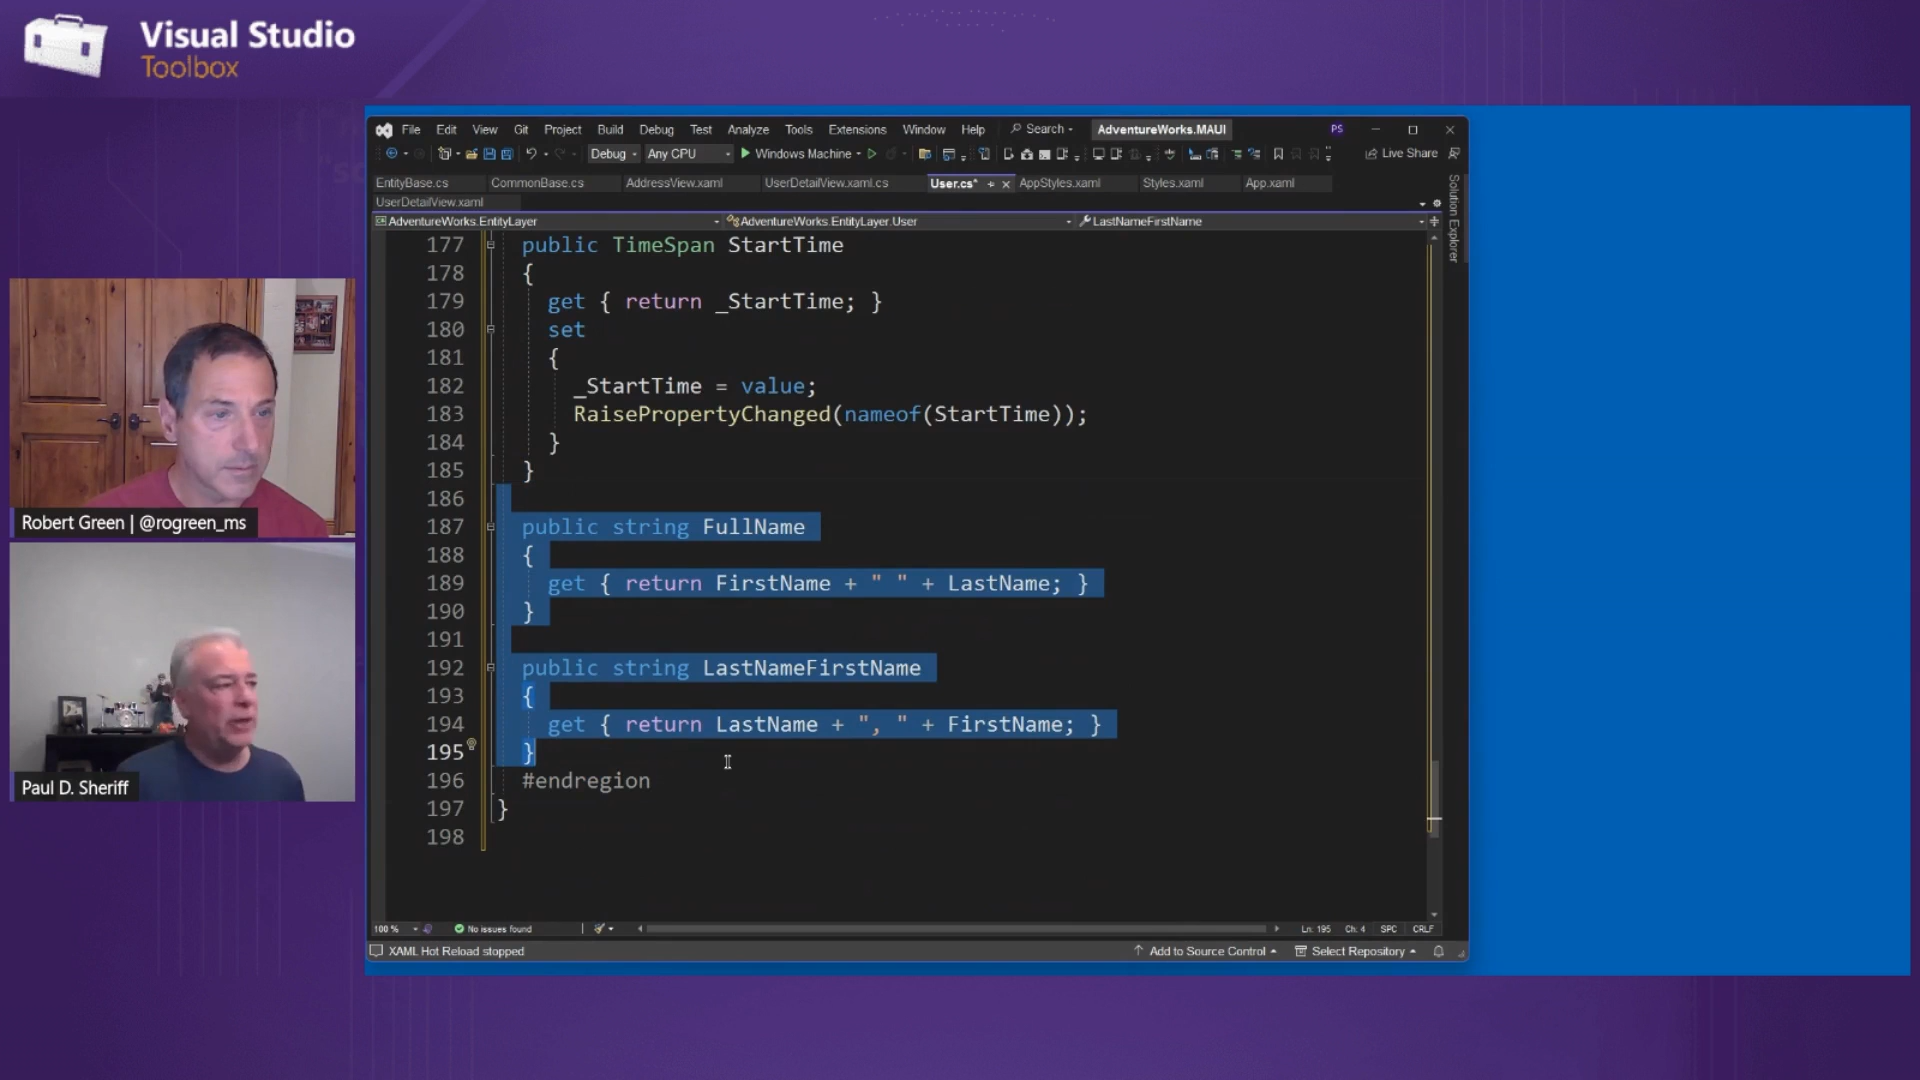 Visual Studio
Toolbox
File Edit View Git Project Build Debug Test Analyze Tools Extensions Window Help Search AdventureWorks.MAUI PS
Debug Any CPU Windows Machine Live Share
EntityBase.cs CommonBase.cs AddressView.xaml UserDetailView.xaml.cs User.cs* AppStyles.xaml Styles.xaml App.xaml
UserDetailView.xaml
AdventureWorks.EntityLayer AdventureWorks.EntityLayer.User LastNameFirstName
Solution Explorer
177 public TimeSpan StartTime
178 {
179 get { return _StartTime; }
180 set
181 {
182 _StartTime = value;
183 RaisePropertyChanged(nameof(StartTime));
184 }
185 }
186
187 public string FullName
188 {
189 get { return FirstName + " " + LastName; }
190 }
191
192 public string LastNameFirstName
193 {
194 get { return LastName + ", " + FirstName; }
195 }
196 #endregion
197 }
198
100 % No issues found Ln: 195 Ch: 4 SPC CRLF
XAML Hot Reload stopped Add to Source Control Select Repository
Robert Green | @rogreen_ms
Paul D. Sheriff